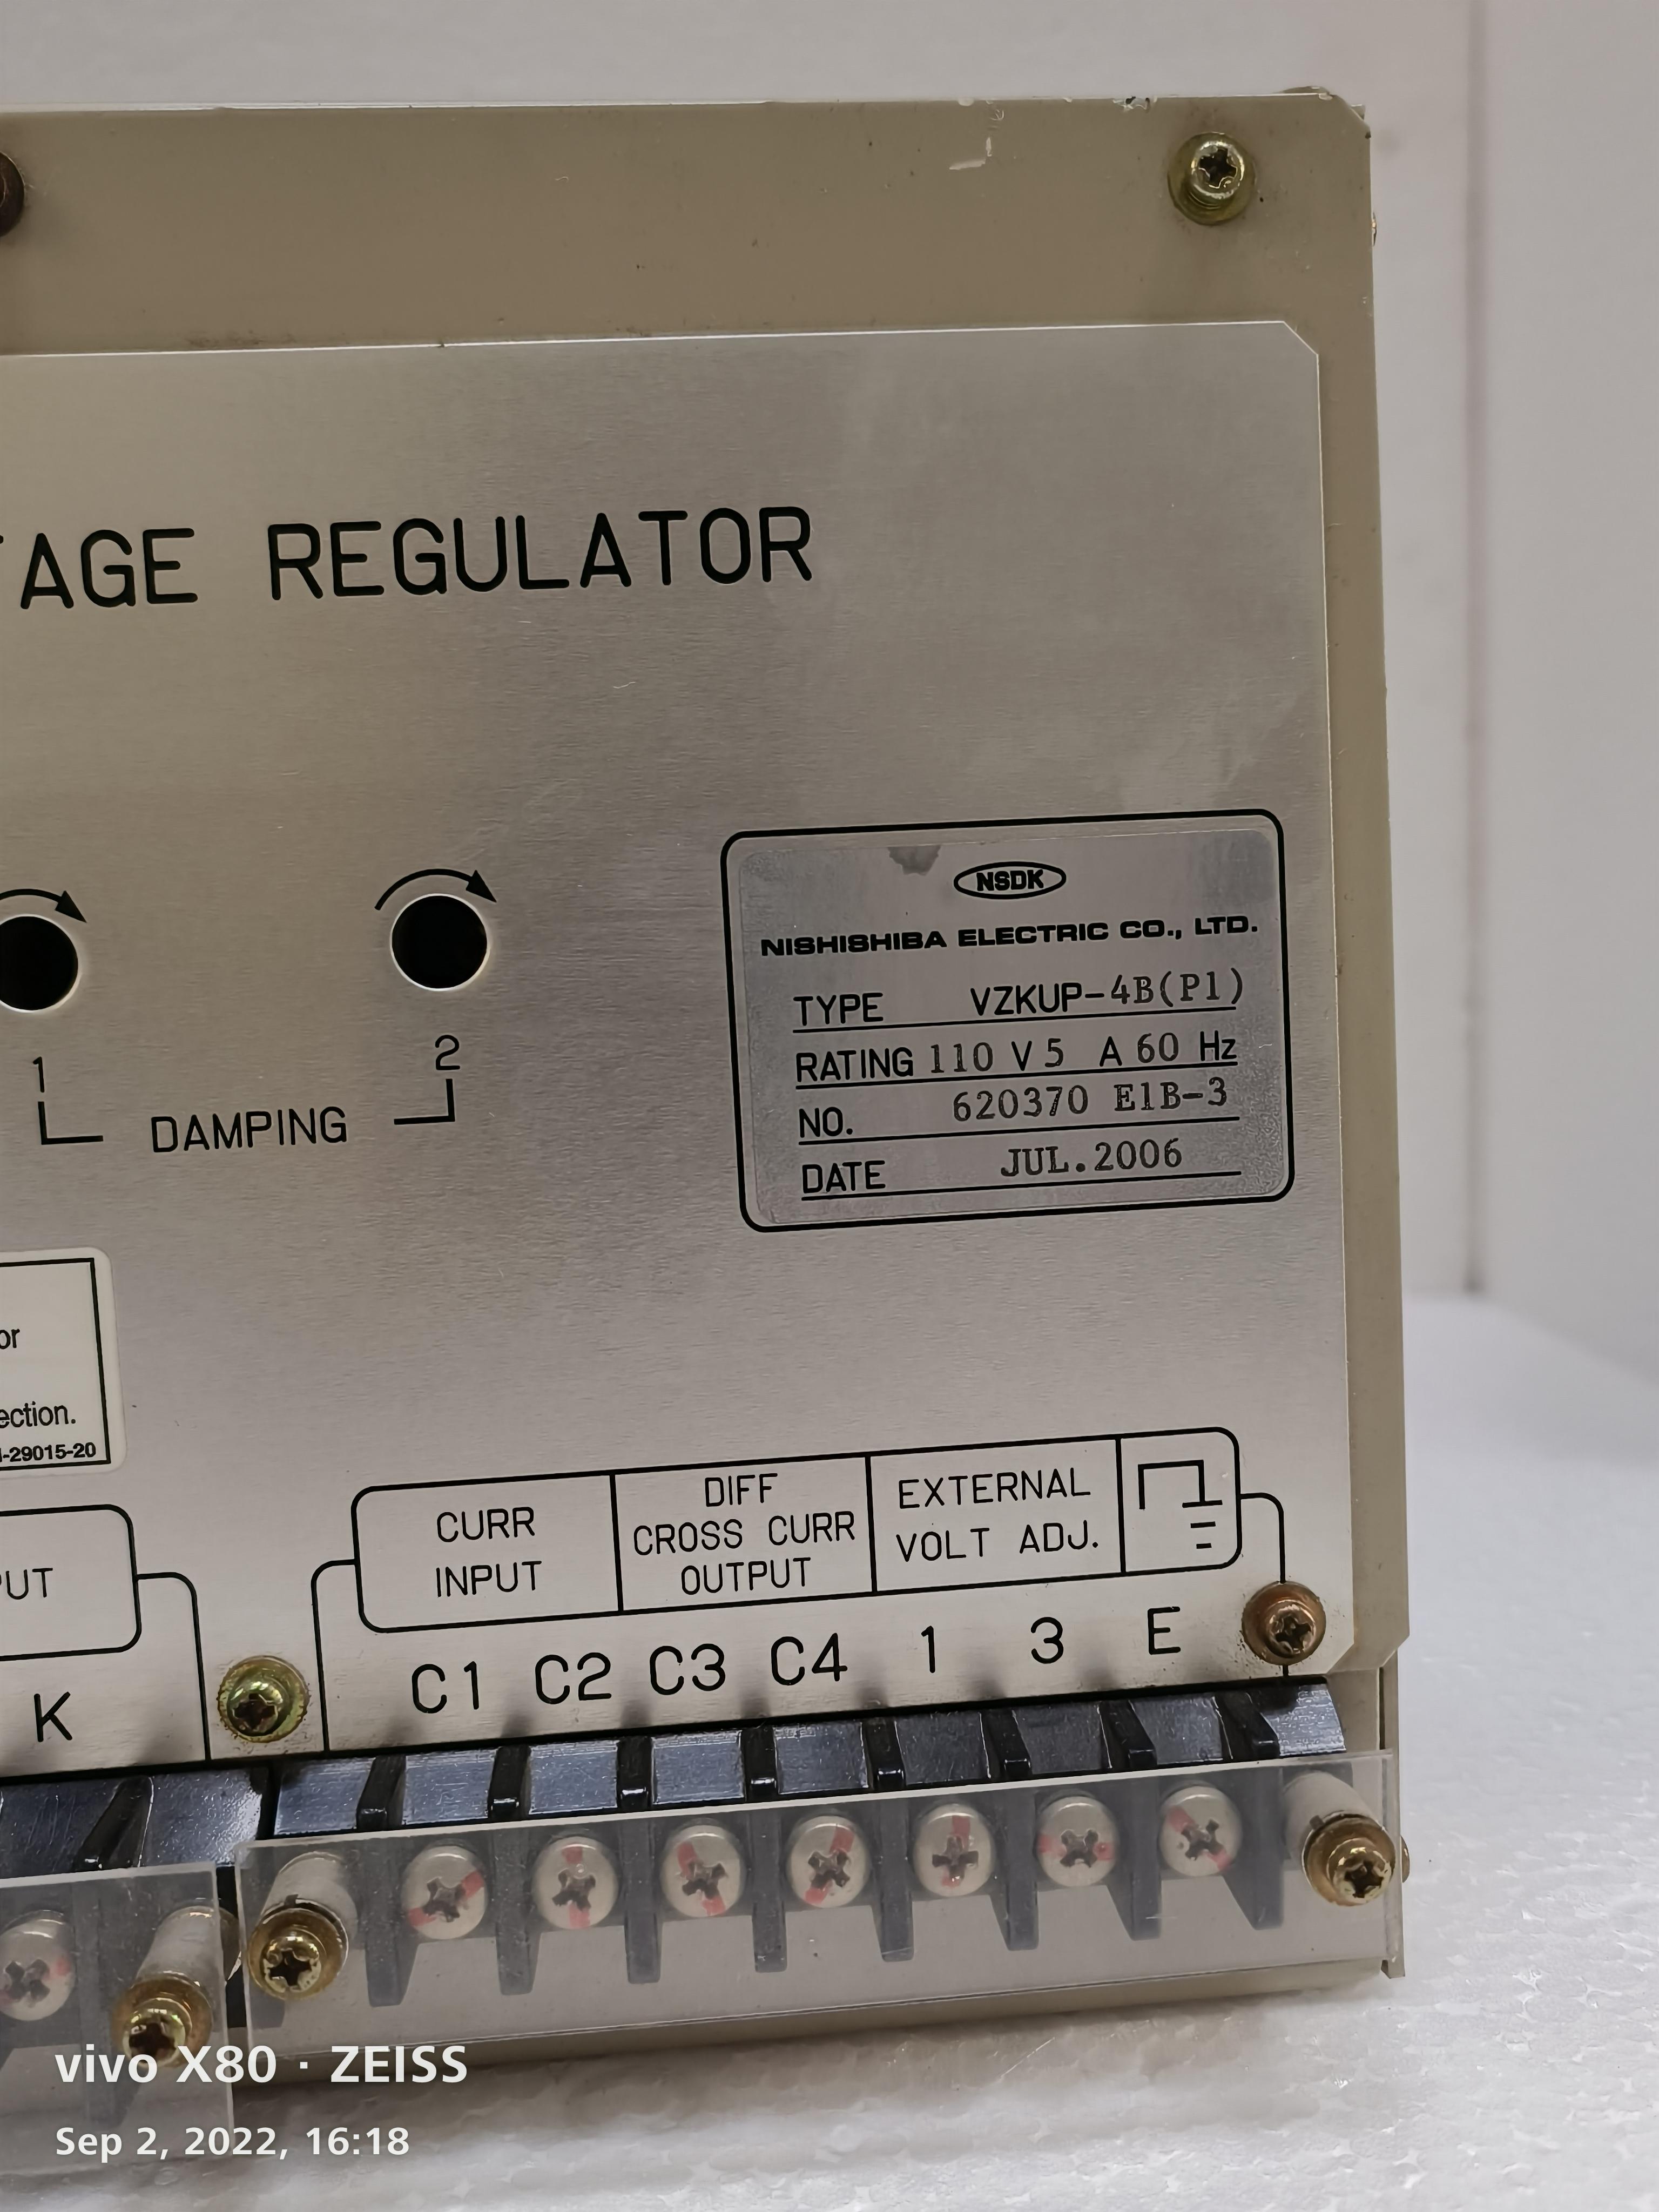 TAGE REGULATOR
NSDK
NISHISHIBA ELECTRIC CO., LTD.
TYPE VZKUP-4B(P1)
RATING 110 V 5 A 60 Hz
NO. 620370 E1B-3
DATE JUL.2006
1 2
DAMPING
or
ection.
-29015-20
PUT
K
CURR
INPUT
DIFF
CROSS CURR
OUTPUT
EXTERNAL
VOLT ADJ.
C1 C2 C3 C4 1 3 E
vivo X80 · ZEISS
Sep 2, 2022, 16:18